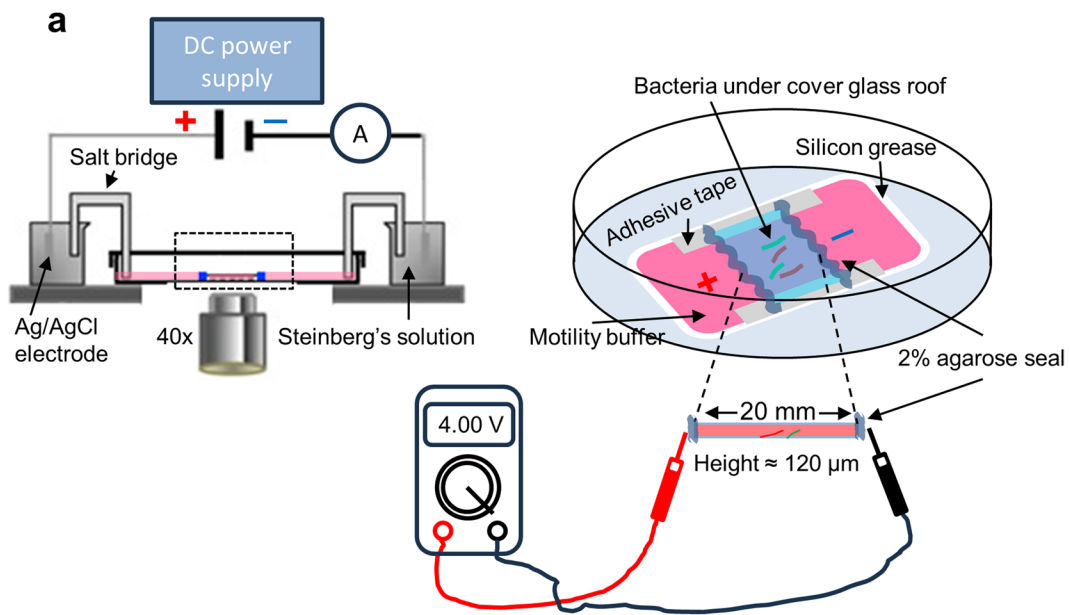 a
DC power
supply
+
−
A
Salt bridge
Ag/AgCl
electrode
40x
Steinberg's solution
Bacteria under cover glass roof
Silicon grease
Adhesive tape
+
−
Motility buffer
2% agarose seal
20 mm
Height ≈ 120 µm
4.00 V